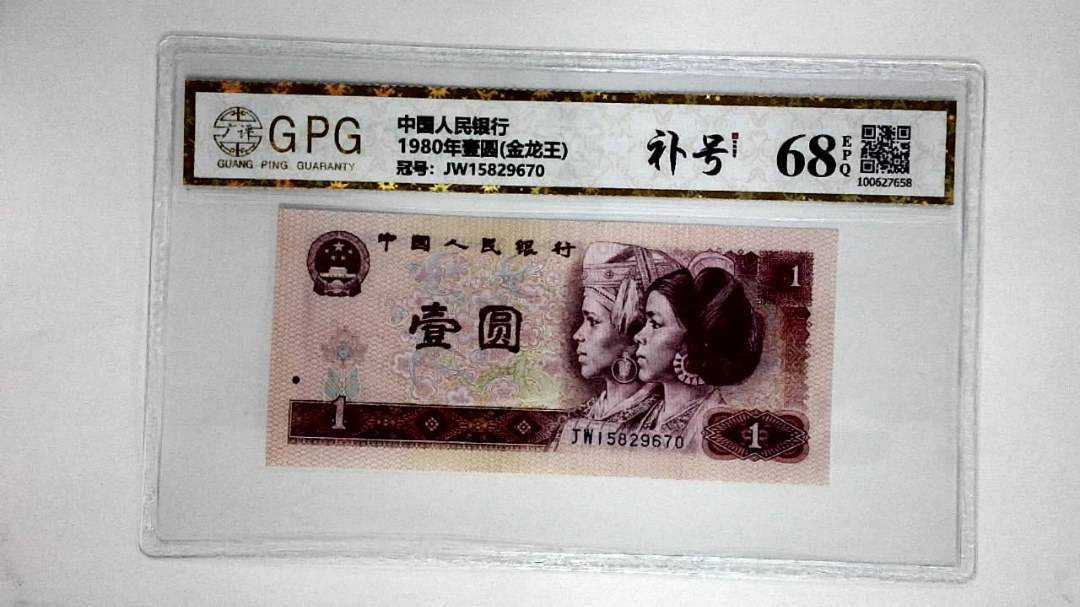 GPG
GUANG PING GUARANTY
中国人民银行
1980年壹圆(金龙王)
冠号: JW15829670
补号
68
EPQ
100627658
中国人民银行
壹圆
1
1
JW15829670
1